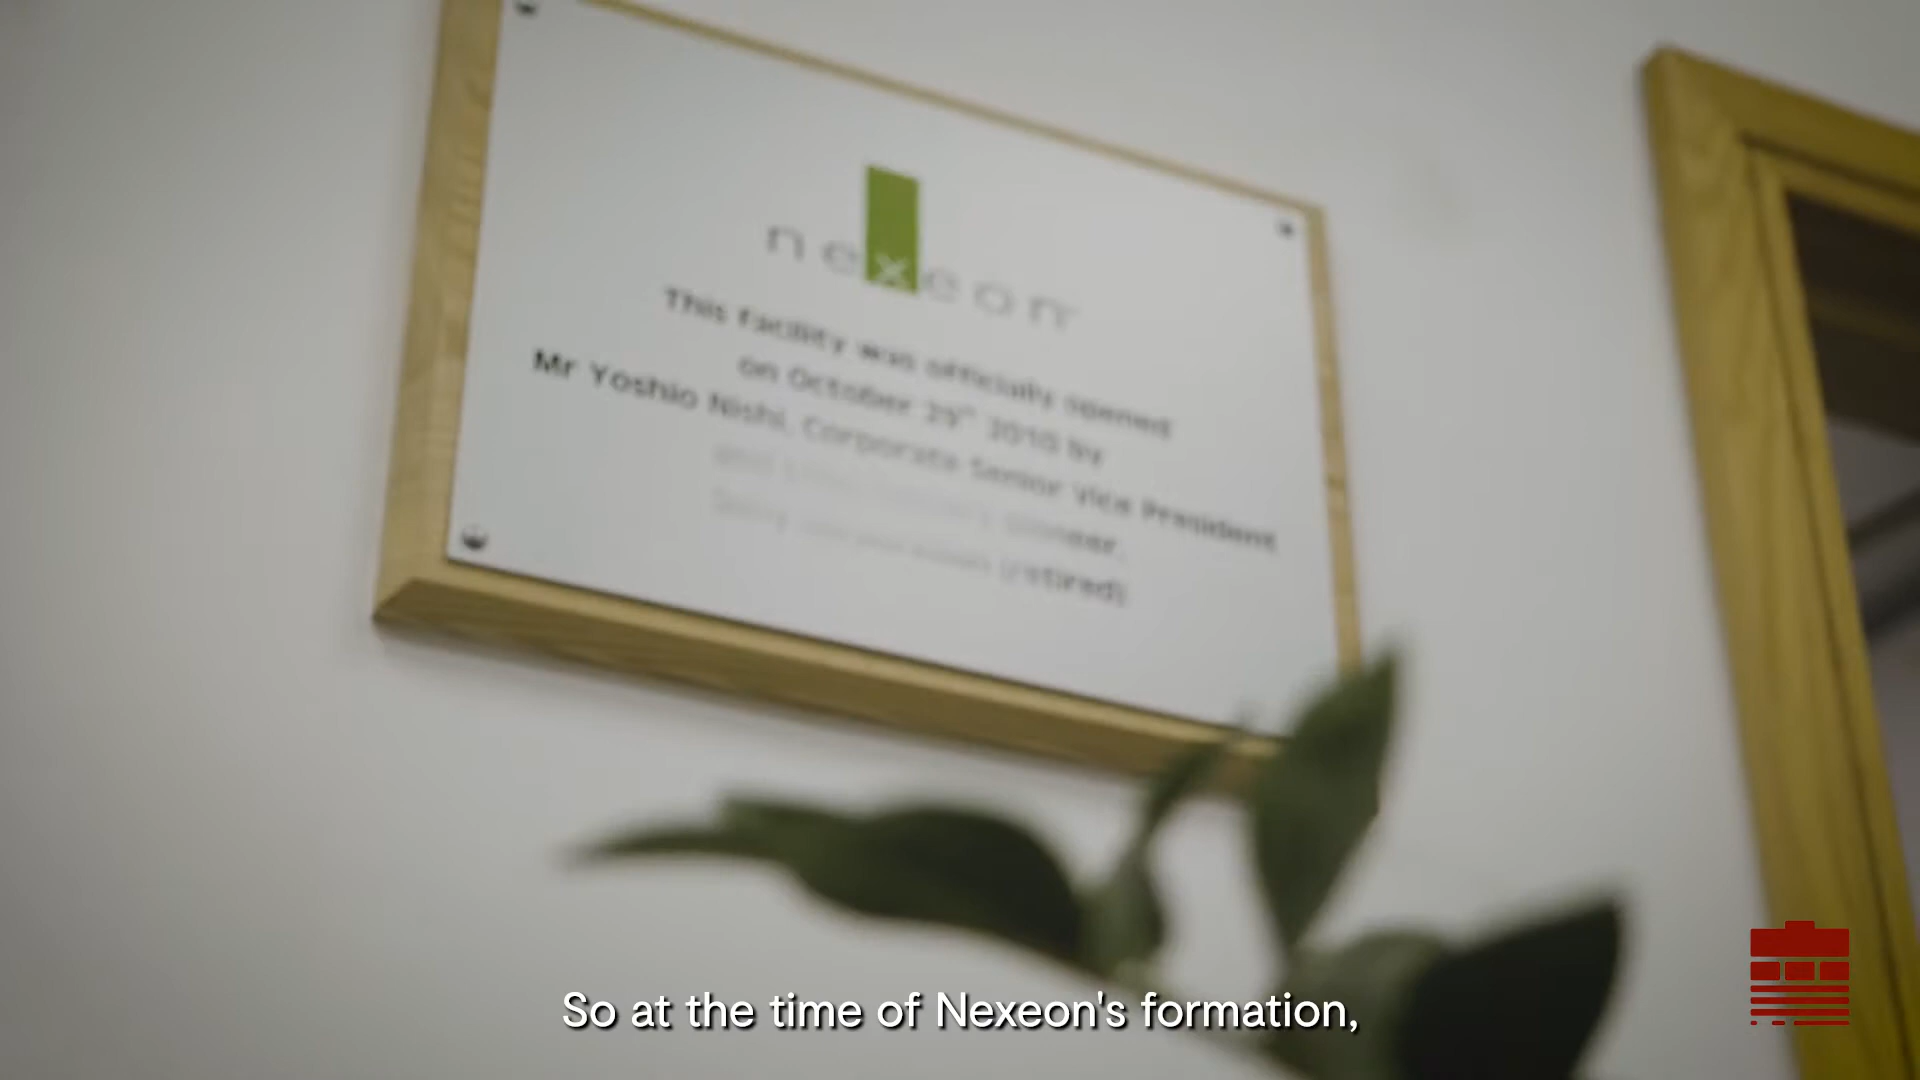 nexeon
This facility was officially opened
on October 29th 2010 by
Mr Yoshio Nishi, Corporate Senior Vice President
(retired)
So at the time of Nexeon's formation,